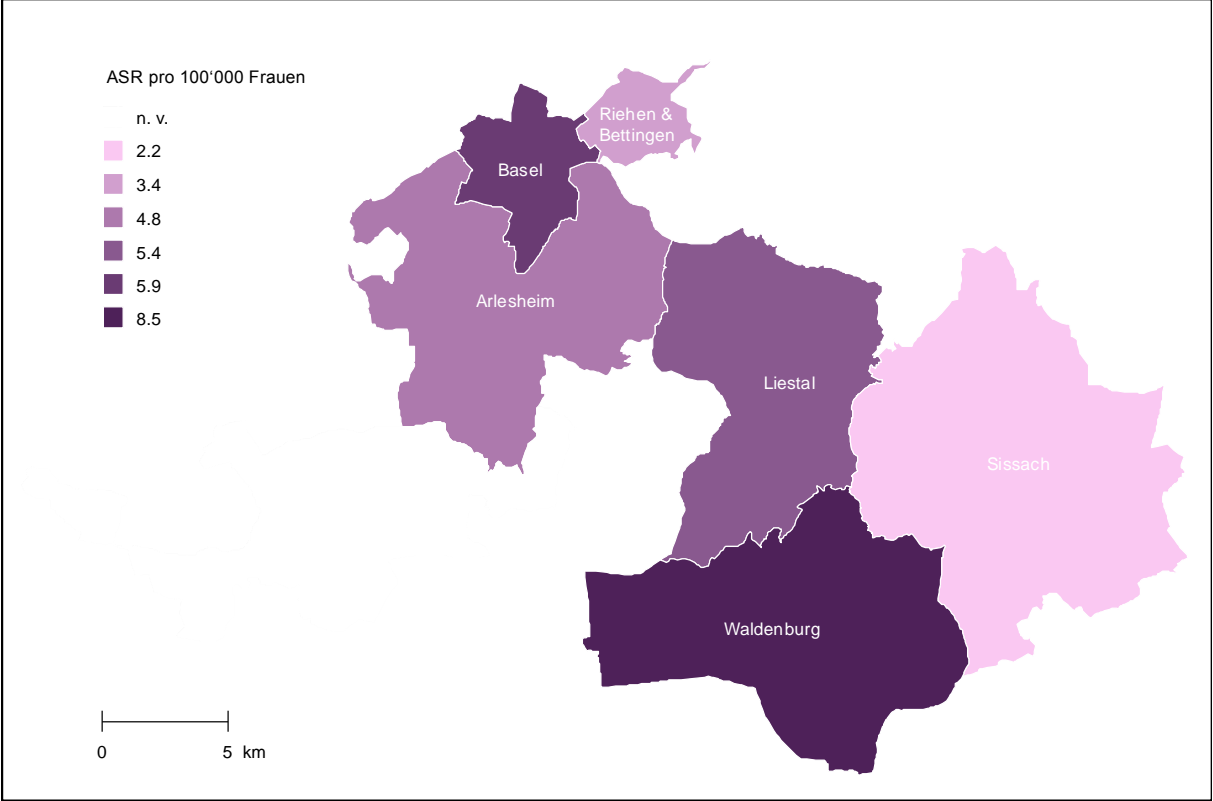 ASR pro 100‘000 Frauen
n. v.
2.2
3.4
4.8
5.4
5.9
8.5
Riehen &
Bettingen
Basel
Arlesheim
Liestal
Sissach
Waldenburg
0 5 km